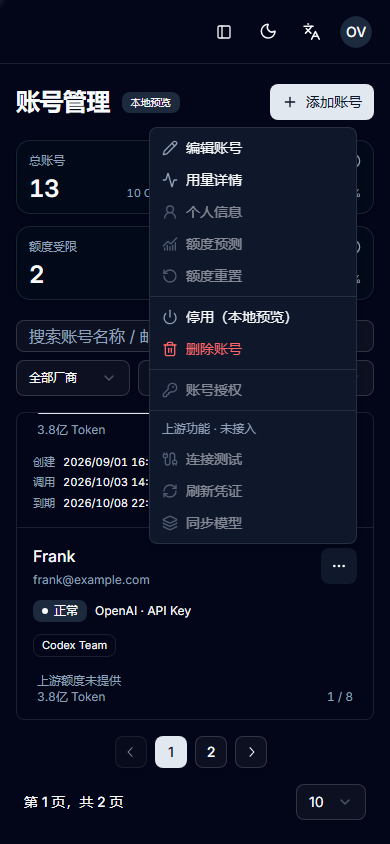 OV
账号管理
本地预览
添加账号
总账号
13
10
%
额度受限
2
%
搜索账号名称 / 邮
全部厂商
编辑账号
用量详情
个人信息
额度预测
额度重置
停用（本地预览）
删除账号
账号授权
上游功能 · 未接入
连接测试
刷新凭证
同步模型
3.8亿 Token
创建 2026/09/01 16:
调用 2026/10/03 14:
到期 2026/10/08 22:
Frank
frank@example.com
正常
OpenAI · API Key
Codex Team
上游额度未提供
3.8亿 Token
1 / 8
1
2
第 1 页，共 2 页
10